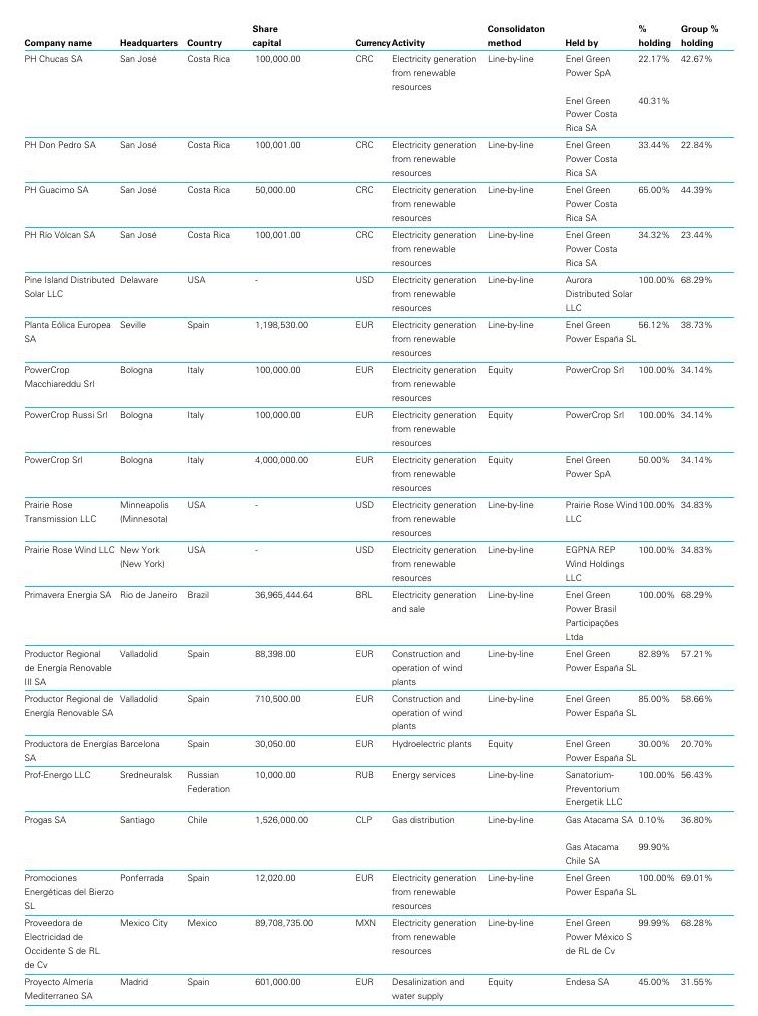 Company name Headquarters Country Share capital Currency Activity Consolidaton method Held by % holding Group % holding
PH Chucas SA San José Costa Rica 100,000.00 CRC Electricity generation Line-by-line Enel Green 22.17% 42.67%
from renewable Power SpA
resources
Enel Green 40.31%
Power Costa
Rica SA
PH Don Pedro SA San José Costa Rica 100,001.00 CRC Electricity generation Line-by-line Enel Green 33.44% 22.84%
from renewable Power Costa
resources Rica SA
PH Guacimo SA San José Costa Rica 50,000.00 CRC Electricity generation Line-by-line Enel Green 65.00% 44.39%
from renewable Power Costa
resources Rica SA
PH Río Vólcan SA San José Costa Rica 100,001.00 CRC Electricity generation Line-by-line Enel Green 34.32% 23.44%
from renewable Power Costa
resources Rica SA
Pine Island Distributed Delaware USA - USD Electricity generation Line-by-line Aurora 100.00% 68.29%
Solar LLC from renewable Distributed Solar
resources LLC
Planta Eólica Europea Seville Spain 1,198,530.00 EUR Electricity generation Line-by-line Enel Green 56.12% 38.73%
SA from renewable Power España SL
resources
PowerCrop Bologna Italy 100,000.00 EUR Electricity generation Equity PowerCrop Srl 100.00% 34.14%
Macchiareddu Srl from renewable
resources
PowerCrop Russi Srl Bologna Italy 100,000.00 EUR Electricity generation Equity PowerCrop Srl 100.00% 34.14%
from renewable
resources
PowerCrop Srl Bologna Italy 4,000,000.00 EUR Electricity generation Equity Enel Green 50.00% 34.14%
from renewable Power SpA
resources
Prairie Rose Minneapolis USA - USD Electricity generation Line-by-line Prairie Rose Wind 100.00% 34.83%
Transmission LLC (Minnesota) from renewable LLC
resources
Prairie Rose Wind LLC New York USA - USD Electricity generation Line-by-line EGPNA REP 100.00% 34.83%
(New York) from renewable Wind Holdings
resources LLC
Primavera Energia SA Rio de Janeiro Brazil 36,965,444.64 BRL Electricity generation Line-by-line Enel Green 100.00% 68.29%
and sale Power Brasil
Participações
Ltda
Productor Regional Valladolid Spain 88,398.00 EUR Construction and Line-by-line Enel Green 82.89% 57.21%
de Energía Renovable operation of wind Power España SL
III SA plants
Productor Regional de Valladolid Spain 710,500.00 EUR Construction and Line-by-line Enel Green 85.00% 58.66%
Energía Renovable SA operation of wind Power España SL
plants
Productora de Energías Barcelona Spain 30,050.00 EUR Hydroelectric plants Equity Enel Green 30.00% 20.70%
SA Power España SL
Prof-Energo LLC Sredneuralsk Russian 10,000.00 RUB Energy services Line-by-line Sanatorium- 100.00% 56.43%
Federation Preventorium
Energetik LLC
Progas SA Santiago Chile 1,526,000.00 CLP Gas distribution Line-by-line Gas Atacama SA 0.10% 36.80%
Gas Atacama 99.90%
Chile SA
Promociones Ponferrada Spain 12,020.00 EUR Electricity generation Line-by-line Enel Green 100.00% 69.01%
Energéticas del Bierzo from renewable Power España SL
SL resources
Proveedora de Mexico City Mexico 89,708,735.00 MXN Electricity generation Line-by-line Enel Green 99.99% 68.28%
Electricidad de from renewable Power México S
Occidente S de RL resources de RL de Cv
de Cv
Proyecto Almeria Madrid Spain 601,000.00 EUR Desalinization and Equity Endesa SA 45.00% 31.55%
Mediterraneo SA water supply